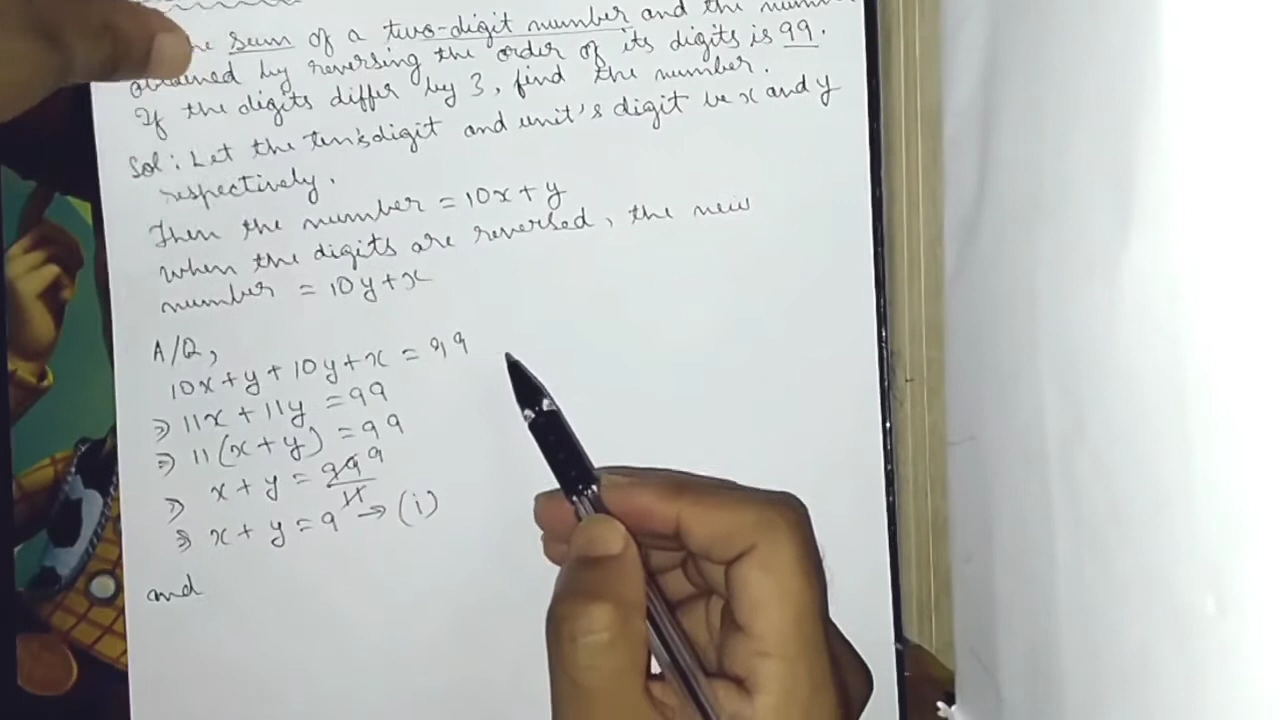 he sum of a two-digit number and the num
obtained by reversing the order of its digits is 99.
If the digits differ by 3, find the number.
Sol: Let the ten's digit and unit's digit be x and y
respectively.
Then the number = 10x + y
When the digits are reversed, the new
number = 10y + x
A/Q,
10x + y + 10y + x = 99
⇒ 11x + 11y = 99
⇒ 11(x + y) = 99
⇒ x + y = 99/11 9
⇒ x + y = 9 → (i)
and